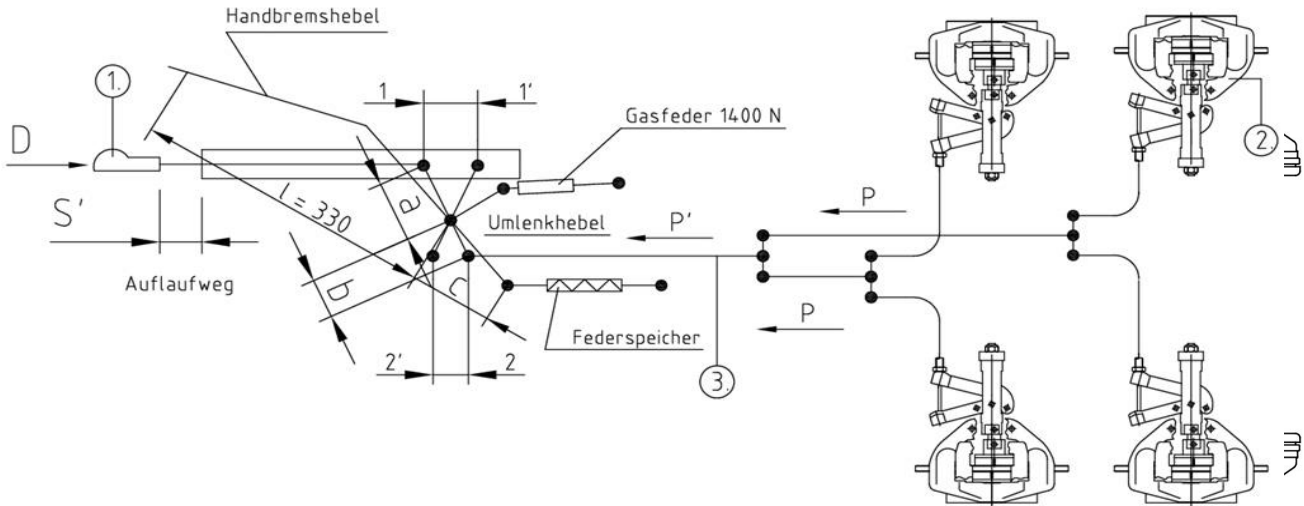 Handbremshebel
1.
1
1'
Gasfeder 1400 N
2.
D
a
S'
l = 330
Umlenkhebel
P
P'
Auflaufweg
b
c
P
Federspeicher
2'
2
3.